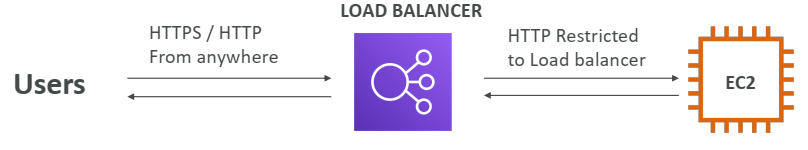 LOAD BALANCER
HTTPS / HTTP
From anywhere
HTTP Restricted
to Load balancer
Users
EC2